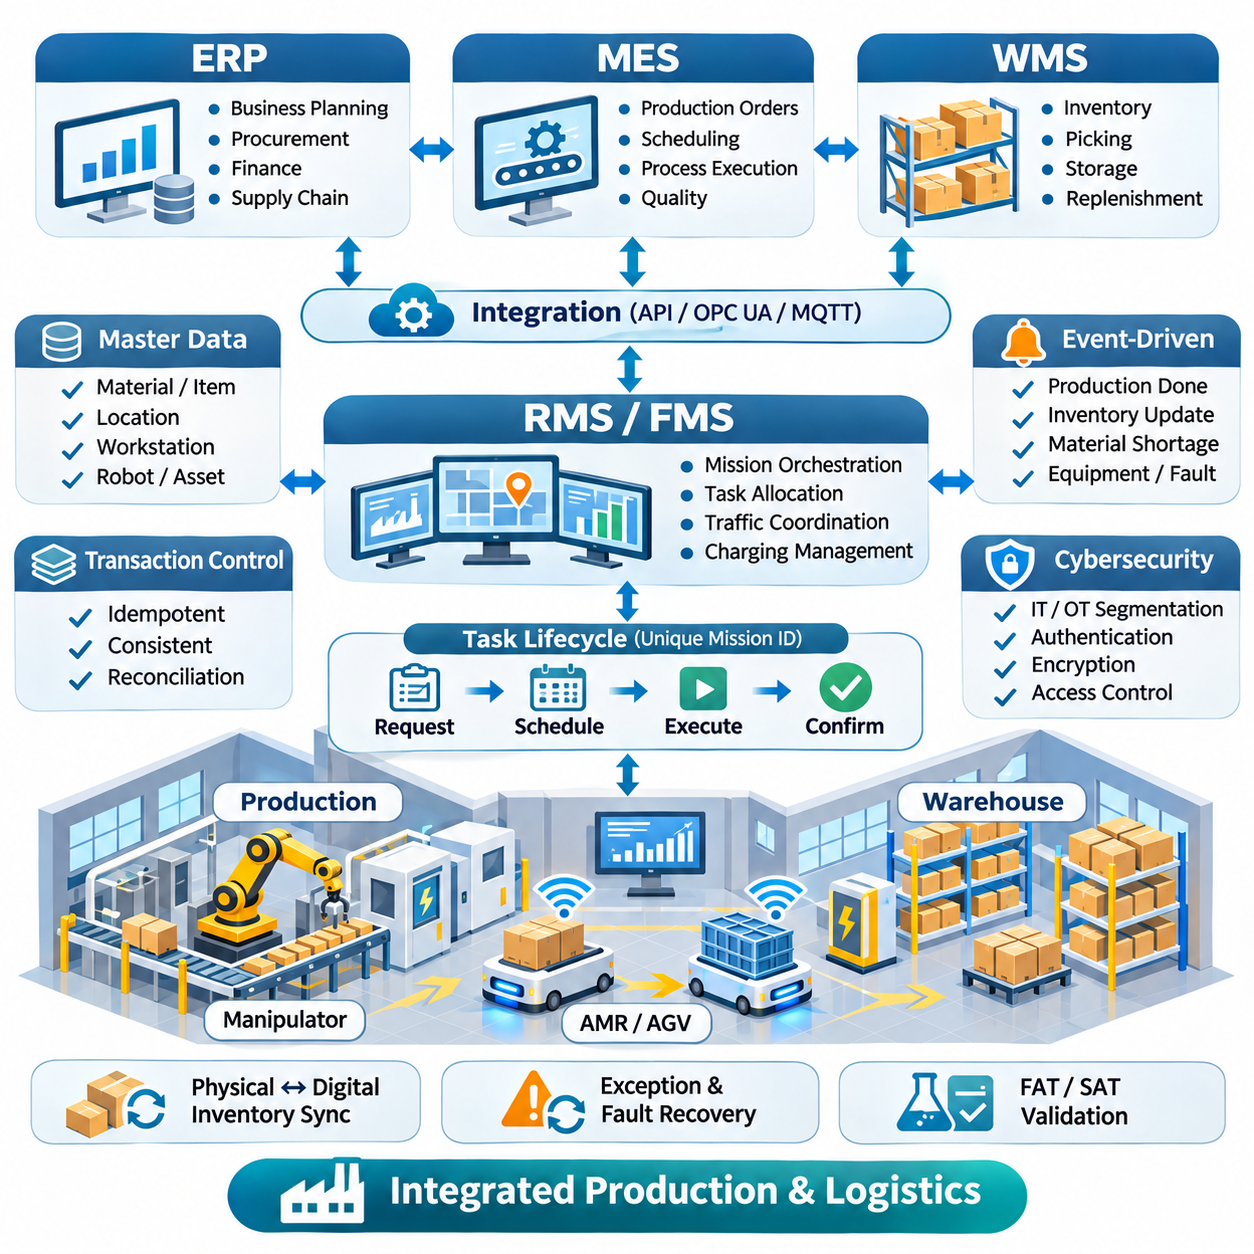 ERP
Business Planning
Procurement
Finance
Supply Chain
MES
Production Orders
Scheduling
Process Execution
Quality
WMS
Inventory
Picking
Storage
Replenishment
Integration (API / OPC UA / MQTT)
Master Data
Material / Item
Location
Workstation
Robot / Asset
RMS / FMS
Mission Orchestration
Task Allocation
Traffic Coordination
Charging Management
Event-Driven
Production Done
Inventory Update
Material Shortage
Equipment / Fault
Transaction Control
Idempotent
Consistent
Reconciliation
Task Lifecycle (Unique Mission ID)
Request
Schedule
Execute
Confirm
Cybersecurity
IT / OT Segmentation
Authentication
Encryption
Access Control
Production
Warehouse
Manipulator
AMR / AGV
Physical ↔ Digital
Inventory Sync
Exception &
Fault Recovery
FAT / SAT
Validation
Integrated Production & Logistics